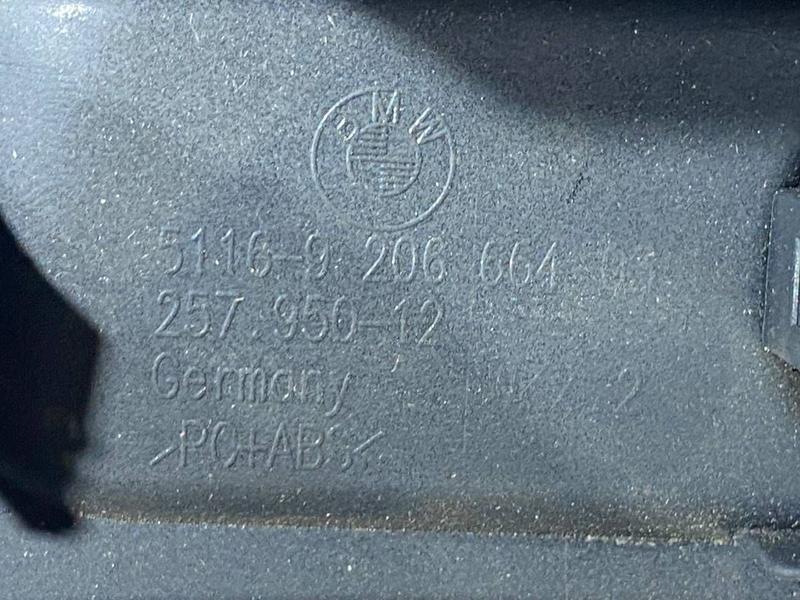 BMW
5116-9 206 664
257.950-12
Germany
>PC+ABS<